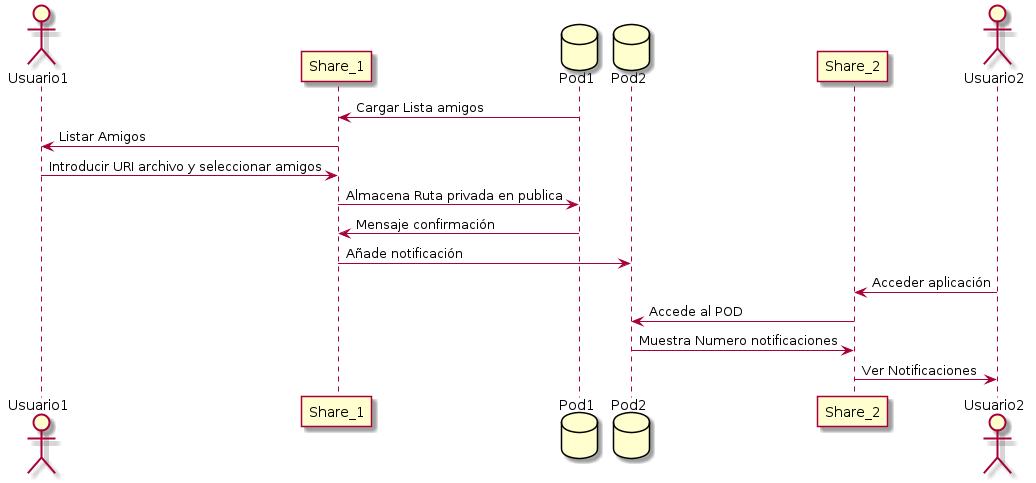 Usuario1
Share_1
Pod1
Pod2
Share_2
Usuario2
Cargar Lista amigos
Listar Amigos
Introducir URI archivo y seleccionar amigos
Almacena Ruta privada en publica
Mensaje confirmación
Añade notificación
Acceder aplicación
Accede al POD
Muestra Numero notificaciones
Ver Notificaciones
Usuario1
Share_1
Pod1
Pod2
Share_2
Usuario2